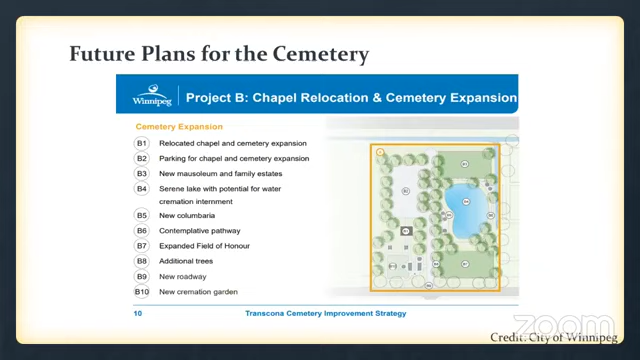 Future Plans for the Cemetery
Winnipeg
Project B: Chapel Relocation & Cemetery Expansion
Cemetery Expansion
B1 Relocated chapel and cemetery expansion
B2 Parking for chapel and cemetery expansion
B3 New mausoleum and family estates
B4 Serene lake with potential for water
cremation internment
B5 New columbaria
B6 Contemplative pathway
B7 Expanded Field of Honour
B8 Additional trees
B9 New roadway
B10 New cremation garden
10 Transcona Cemetery Improvement Strategy
zoom
Credit: City of Winnipeg